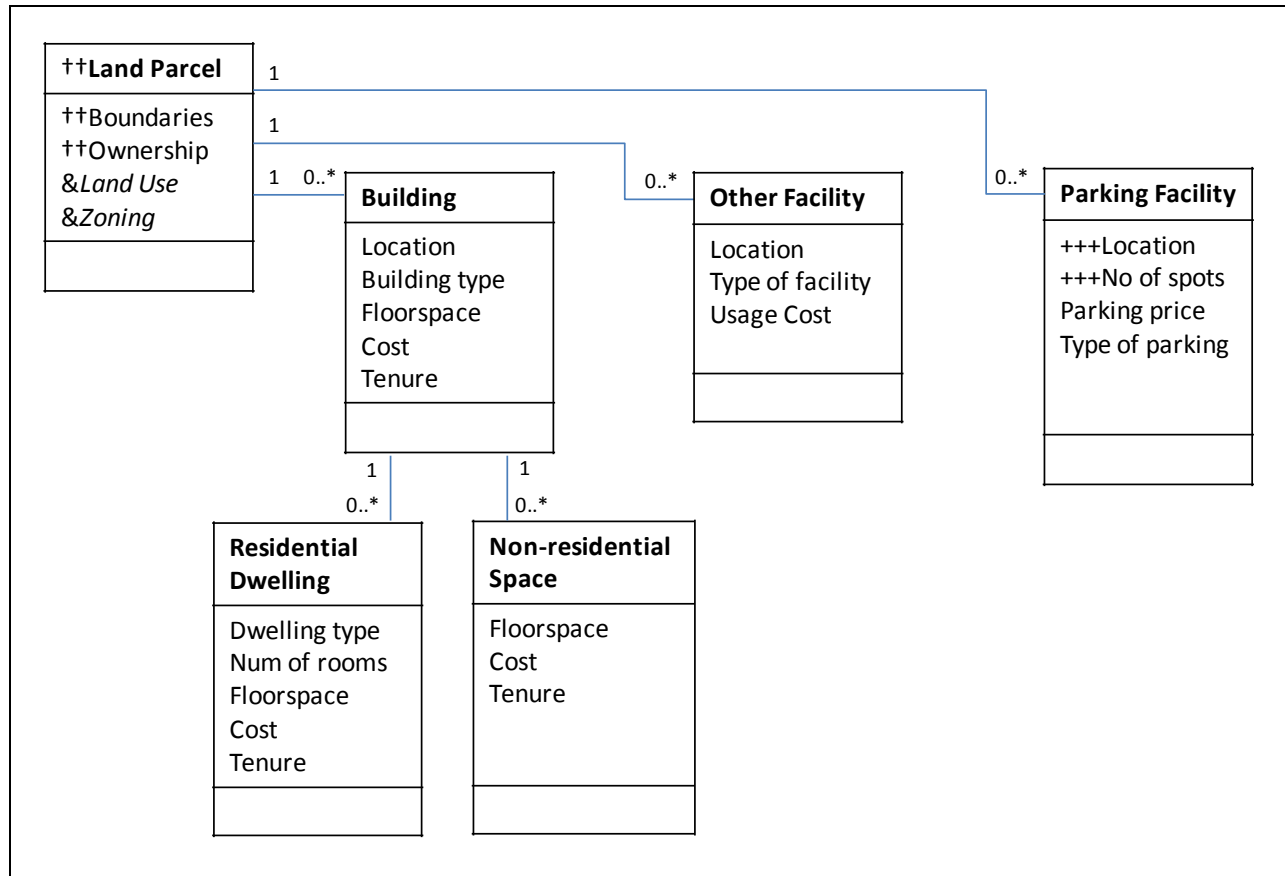 ††Land Parcel
††Boundaries
††Ownership
&Land Use
&Zoning
1
1
1
0..*
0..*
0..*
Building
Location
Building type
Floorspace
Cost
Tenure
Other Facility
Location
Type of facility
Usage Cost
Parking Facility
+++Location
+++No of spots
Parking price
Type of parking
1
0..*
1
0..*
Residential
Dwelling
Dwelling type
Num of rooms
Floorspace
Cost
Tenure
Non-residential
Space
Floorspace
Cost
Tenure